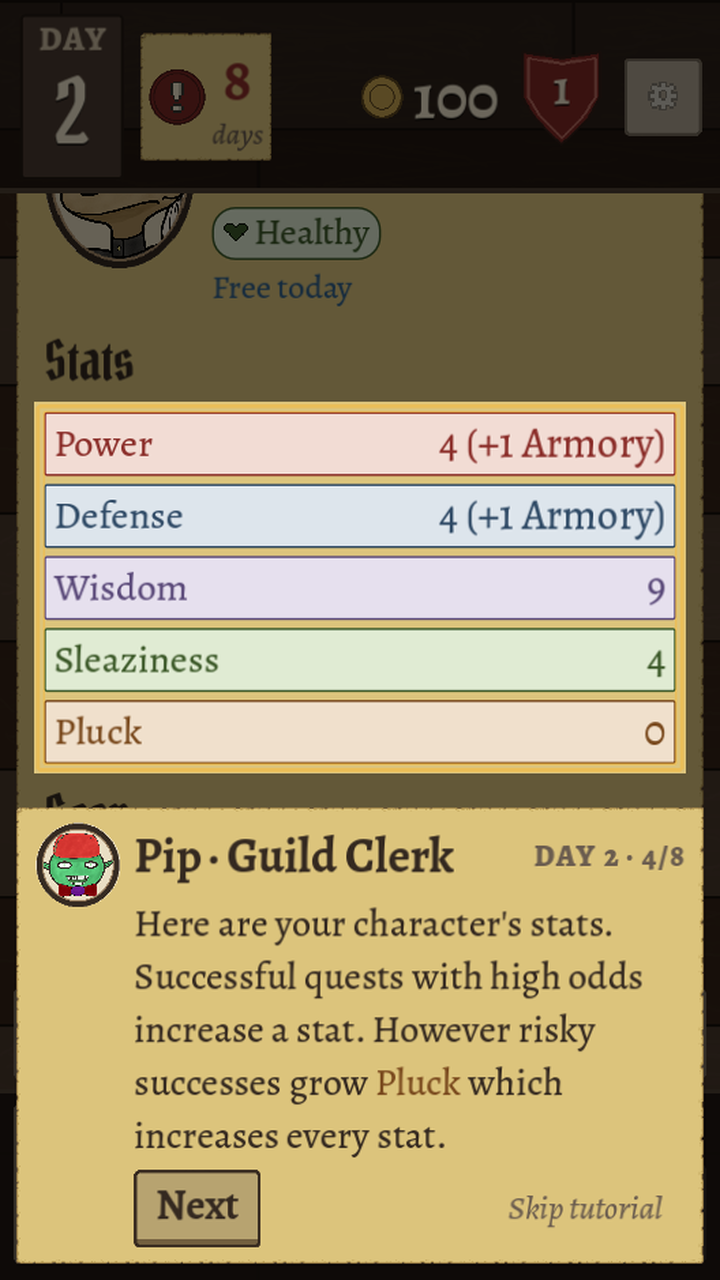 DAY
2
8
days
100
1
Healthy
Free today
Stats
Power 4 (+1 Armory)
Defense 4 (+1 Armory)
Wisdom 9
Sleaziness 4
Pluck 0
Pip · Guild Clerk DAY 2 · 4/8
Here are your character's stats.
Successful quests with high odds
increase a stat. However risky
successes grow Pluck which
increases every stat.
Next Skip tutorial